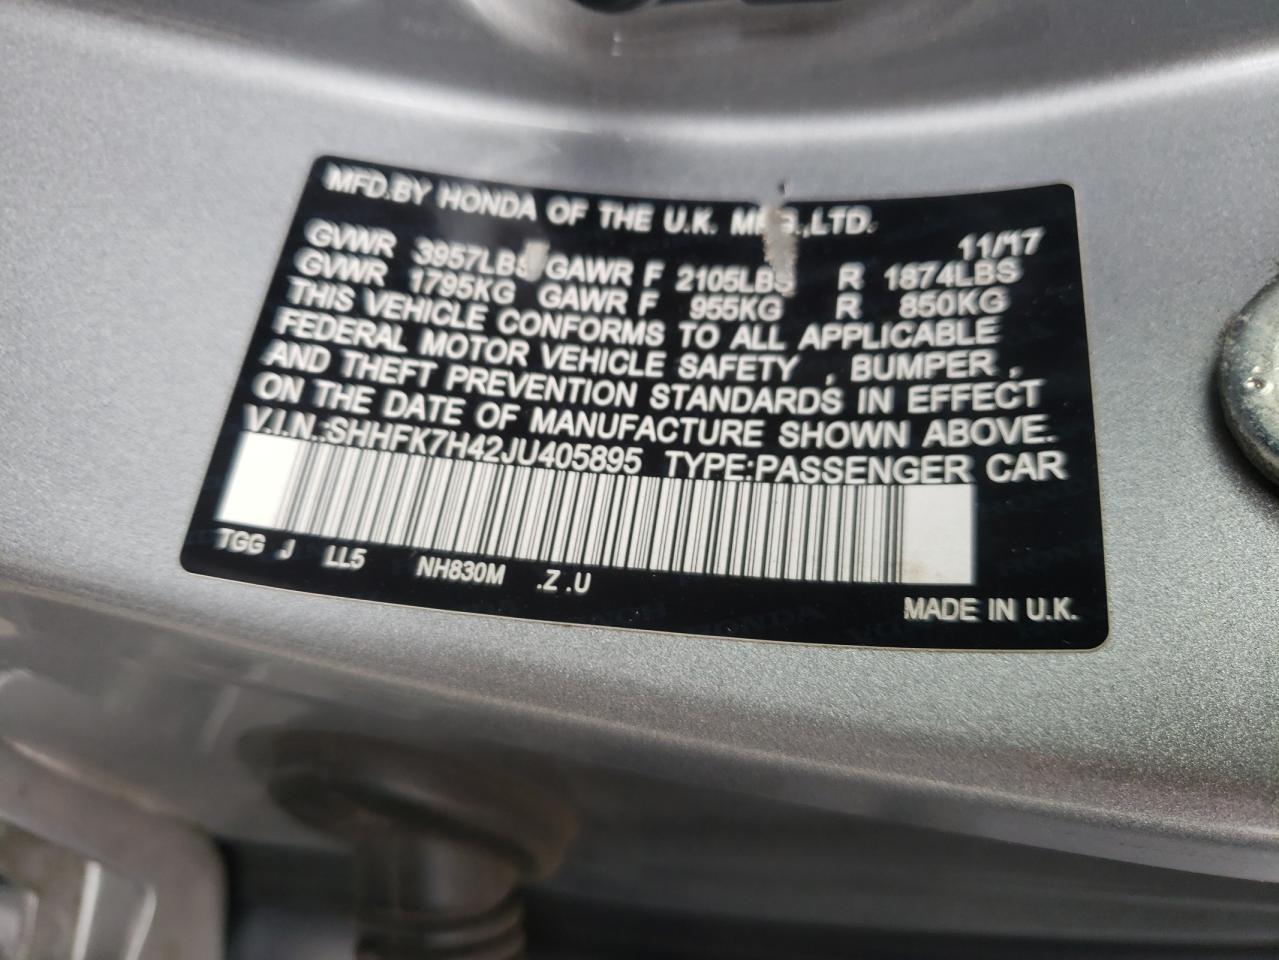 MFD.BY HONDA OF THE U.K. MFG.,LTD. 11/17
GVWR 3957LBS GAWR F 2105LBS R 1874LBS
GVWR 1795KG GAWR F 955KG R 850KG
THIS VEHICLE CONFORMS TO ALL APPLICABLE
FEDERAL MOTOR VEHICLE SAFETY , BUMPER ,
AND THEFT PREVENTION STANDARDS IN EFFECT
ON THE DATE OF MANUFACTURE SHOWN ABOVE.
V.I.N.:SHHFK7H42JU405895 TYPE:PASSENGER CAR
TGG J LL5 NH830M .Z .U
MADE IN U.K.